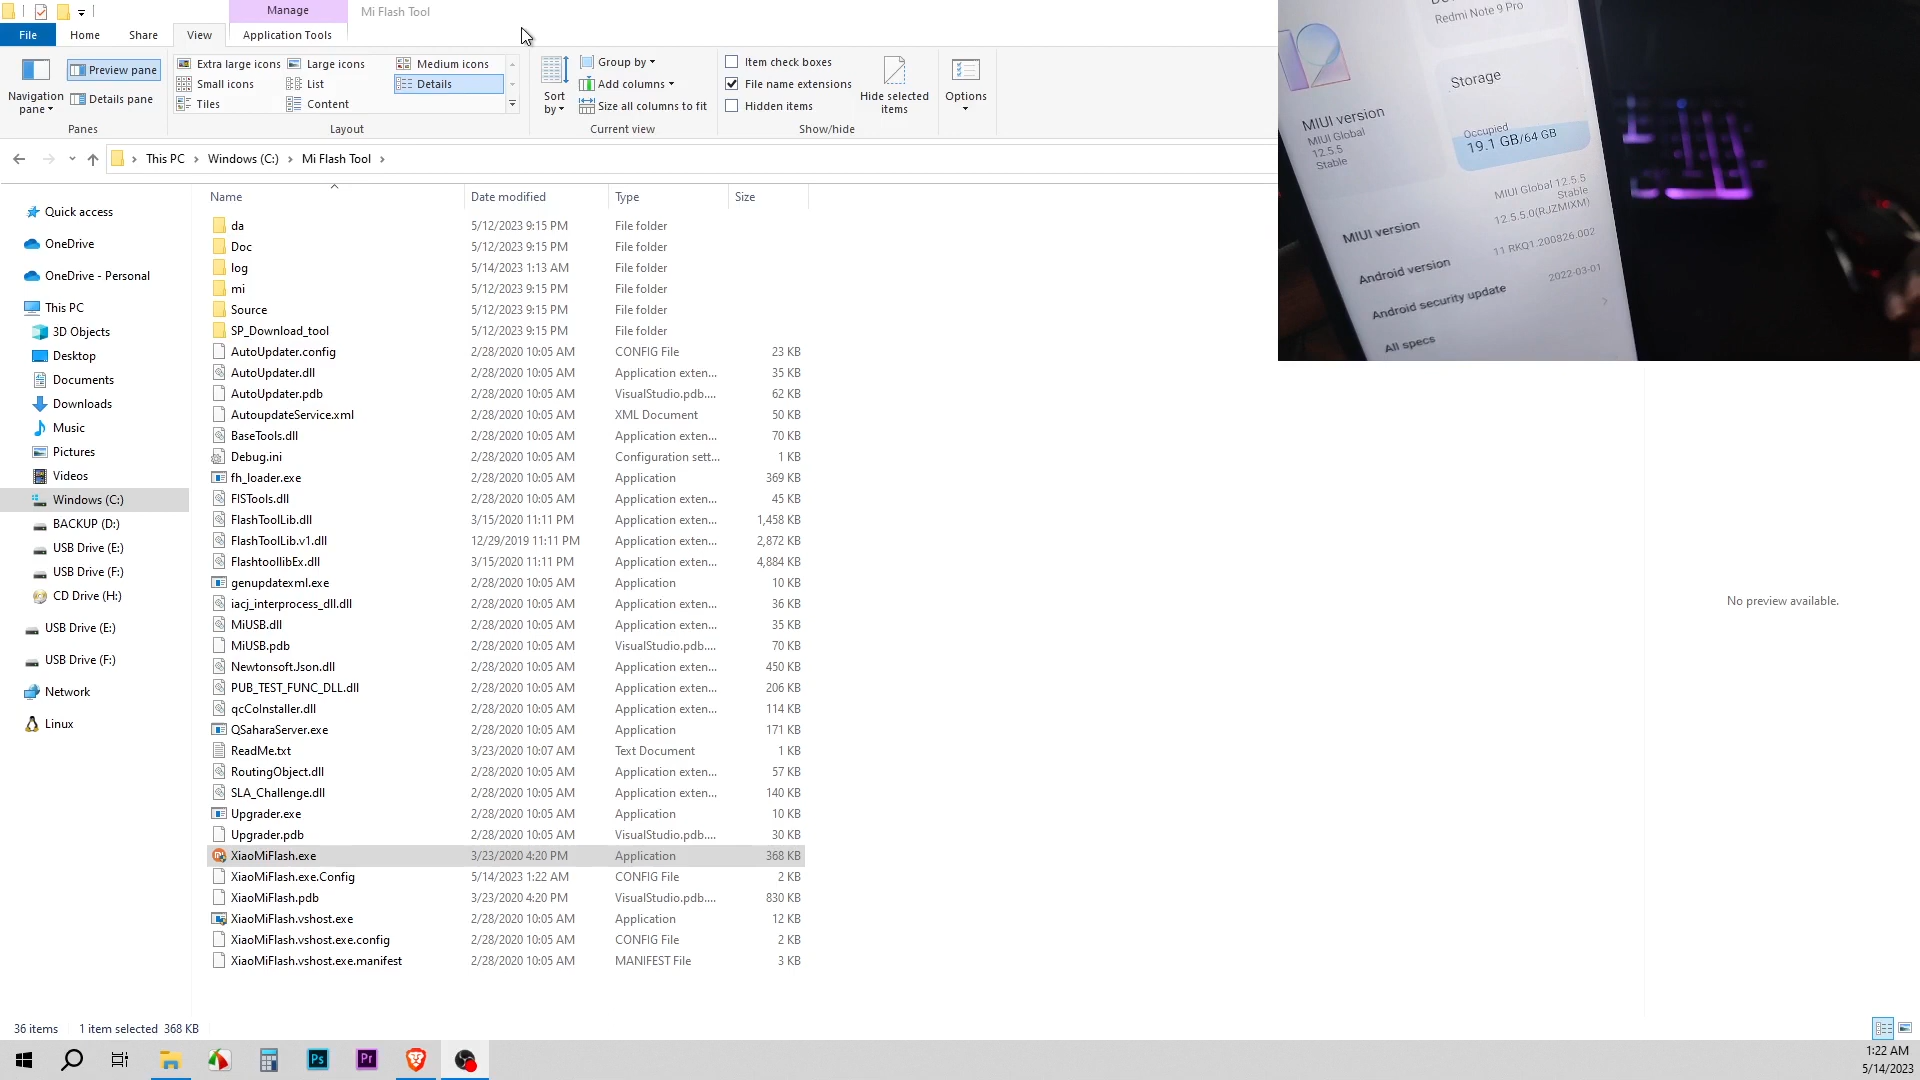 Manage
Mi Flash Tool
File
Home
Share
View
Application Tools
Navigation pane
Preview pane
Details pane
Panes
Extra large icons
Large icons
Medium icons
Small icons
List
Details
Tiles
Content
Layout
Sort by
Group by
Add columns
Size all columns to fit
Current view
Item check boxes
File name extensions
Hidden items
Show/hide
Hide selected items
Options
This PC
Windows (C:)
Mi Flash Tool
Quick access
OneDrive
OneDrive - Personal
This PC
3D Objects
Desktop
Documents
Downloads
Music
Pictures
Videos
Windows (C:)
BACKUP (D:)
USB Drive (E:)
USB Drive (F:)
CD Drive (H:)
USB Drive (E:)
USB Drive (F:)
Network
Linux
Name Date modified Type Size
da 5/12/2023 9:15 PM File folder
Doc 5/12/2023 9:15 PM File folder
log 5/14/2023 1:13 AM File folder
mi 5/12/2023 9:15 PM File folder
Source 5/12/2023 9:15 PM File folder
SP_Download_tool 5/12/2023 9:15 PM File folder
AutoUpdater.config 2/28/2020 10:05 AM CONFIG File 23 KB
AutoUpdater.dll 2/28/2020 10:05 AM Application exten... 35 KB
AutoUpdater.pdb 2/28/2020 10:05 AM VisualStudio.pdb.... 62 KB
AutoupdateService.xml 2/28/2020 10:05 AM XML Document 50 KB
BaseTools.dll 2/28/2020 10:05 AM Application exten... 70 KB
Debug.ini 2/28/2020 10:05 AM Configuration sett... 1 KB
fh_loader.exe 2/28/2020 10:05 AM Application 369 KB
FISTools.dll 2/28/2020 10:05 AM Application exten... 45 KB
FlashToolLib.dll 3/15/2020 11:11 PM Application exten... 1,458 KB
FlashToolLib.v1.dll 12/29/2019 11:11 PM Application exten... 2,872 KB
FlashtoollibEx.dll 3/15/2020 11:11 PM Application exten... 4,884 KB
genupdatexml.exe 2/28/2020 10:05 AM Application 10 KB
iacj_interprocess_dll.dll 2/28/2020 10:05 AM Application exten... 36 KB
MiUSB.dll 2/28/2020 10:05 AM Application exten... 35 KB
MiUSB.pdb 2/28/2020 10:05 AM VisualStudio.pdb.... 70 KB
Newtonsoft.Json.dll 2/28/2020 10:05 AM Application exten... 450 KB
PUB_TEST_FUNC_DLL.dll 2/28/2020 10:05 AM Application exten... 206 KB
qcCoInstaller.dll 2/28/2020 10:05 AM Application exten... 114 KB
QSaharaServer.exe 2/28/2020 10:05 AM Application 171 KB
ReadMe.txt 3/23/2020 10:07 AM Text Document 1 KB
RoutingObject.dll 2/28/2020 10:05 AM Application exten... 57 KB
SLA_Challenge.dll 2/28/2020 10:05 AM Application exten... 140 KB
Upgrader.exe 2/28/2020 10:05 AM Application 10 KB
Upgrader.pdb 2/28/2020 10:05 AM VisualStudio.pdb.... 30 KB
XiaoMiFlash.exe 3/23/2020 4:20 PM Application 368 KB
XiaoMiFlash.exe.Config 5/14/2023 1:22 AM CONFIG File 2 KB
XiaoMiFlash.pdb 3/23/2020 4:20 PM VisualStudio.pdb.... 830 KB
XiaoMiFlash.vshost.exe 2/28/2020 10:05 AM Application 12 KB
XiaoMiFlash.vshost.exe.config 2/28/2020 10:05 AM CONFIG File 2 KB
XiaoMiFlash.vshost.exe.manifest 2/28/2020 10:05 AM MANIFEST File 3 KB
Redmi Note 9 Pro
MIUI version
MIUI Global
12.5.5
Stable
Storage
Occupied
19.1 GB/64 GB
MIUI version
MIUI Global 12.5.5
Stable
12.5.5.0(RJZMIXM)
Android version
11 RKQ1.200826.002
Android security update
2022-03-01
All specs
No preview available.
36 items
1 item selected 368 KB
Ps
Pr
1:22 AM
5/14/2023